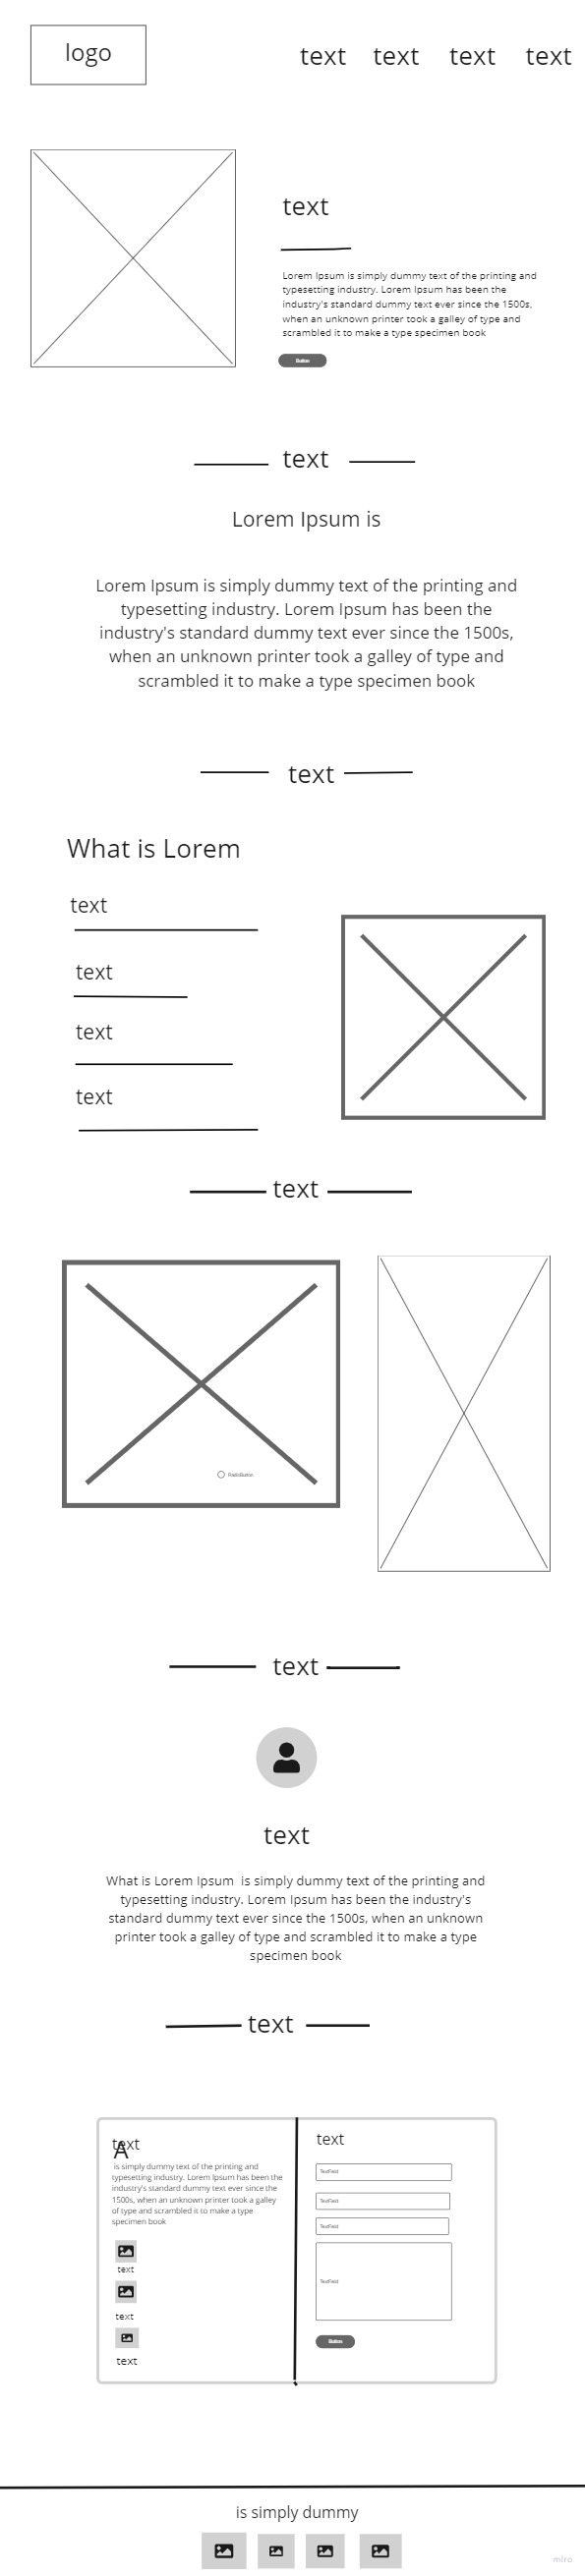 logo
text text text text
text
Lorem Ipsum is simply dummy text of the printing and
typesetting industry. Lorem Ipsum has been the
industry's standard dummy text ever since the 1500s,
when an unknown printer took a galley of type and
scrambled it to make a type specimen book
Button
text
Lorem Ipsum is
Lorem Ipsum is simply dummy text of the printing and
typesetting industry. Lorem Ipsum has been the
industry's standard dummy text ever since the 1500s,
when an unknown printer took a galley of type and
scrambled it to make a type specimen book
text
What is Lorem
text
text
text
text
text
RadioButton
text
text
What is Lorem Ipsum  is simply dummy text of the printing and
typesetting industry. Lorem Ipsum has been the industry's
standard dummy text ever since the 1500s, when an unknown
printer took a galley of type and scrambled it to make a type
specimen book
text
text
A
is simply dummy text of the printing and
typesetting industry. Lorem Ipsum has been the
industry's standard dummy text ever since the
1500s, when an unknown printer took a galley
of type and scrambled it to make a type
specimen book
text
text
text
text
TextField
TextField
TextField
TextField
Button
is simply dummy
miro